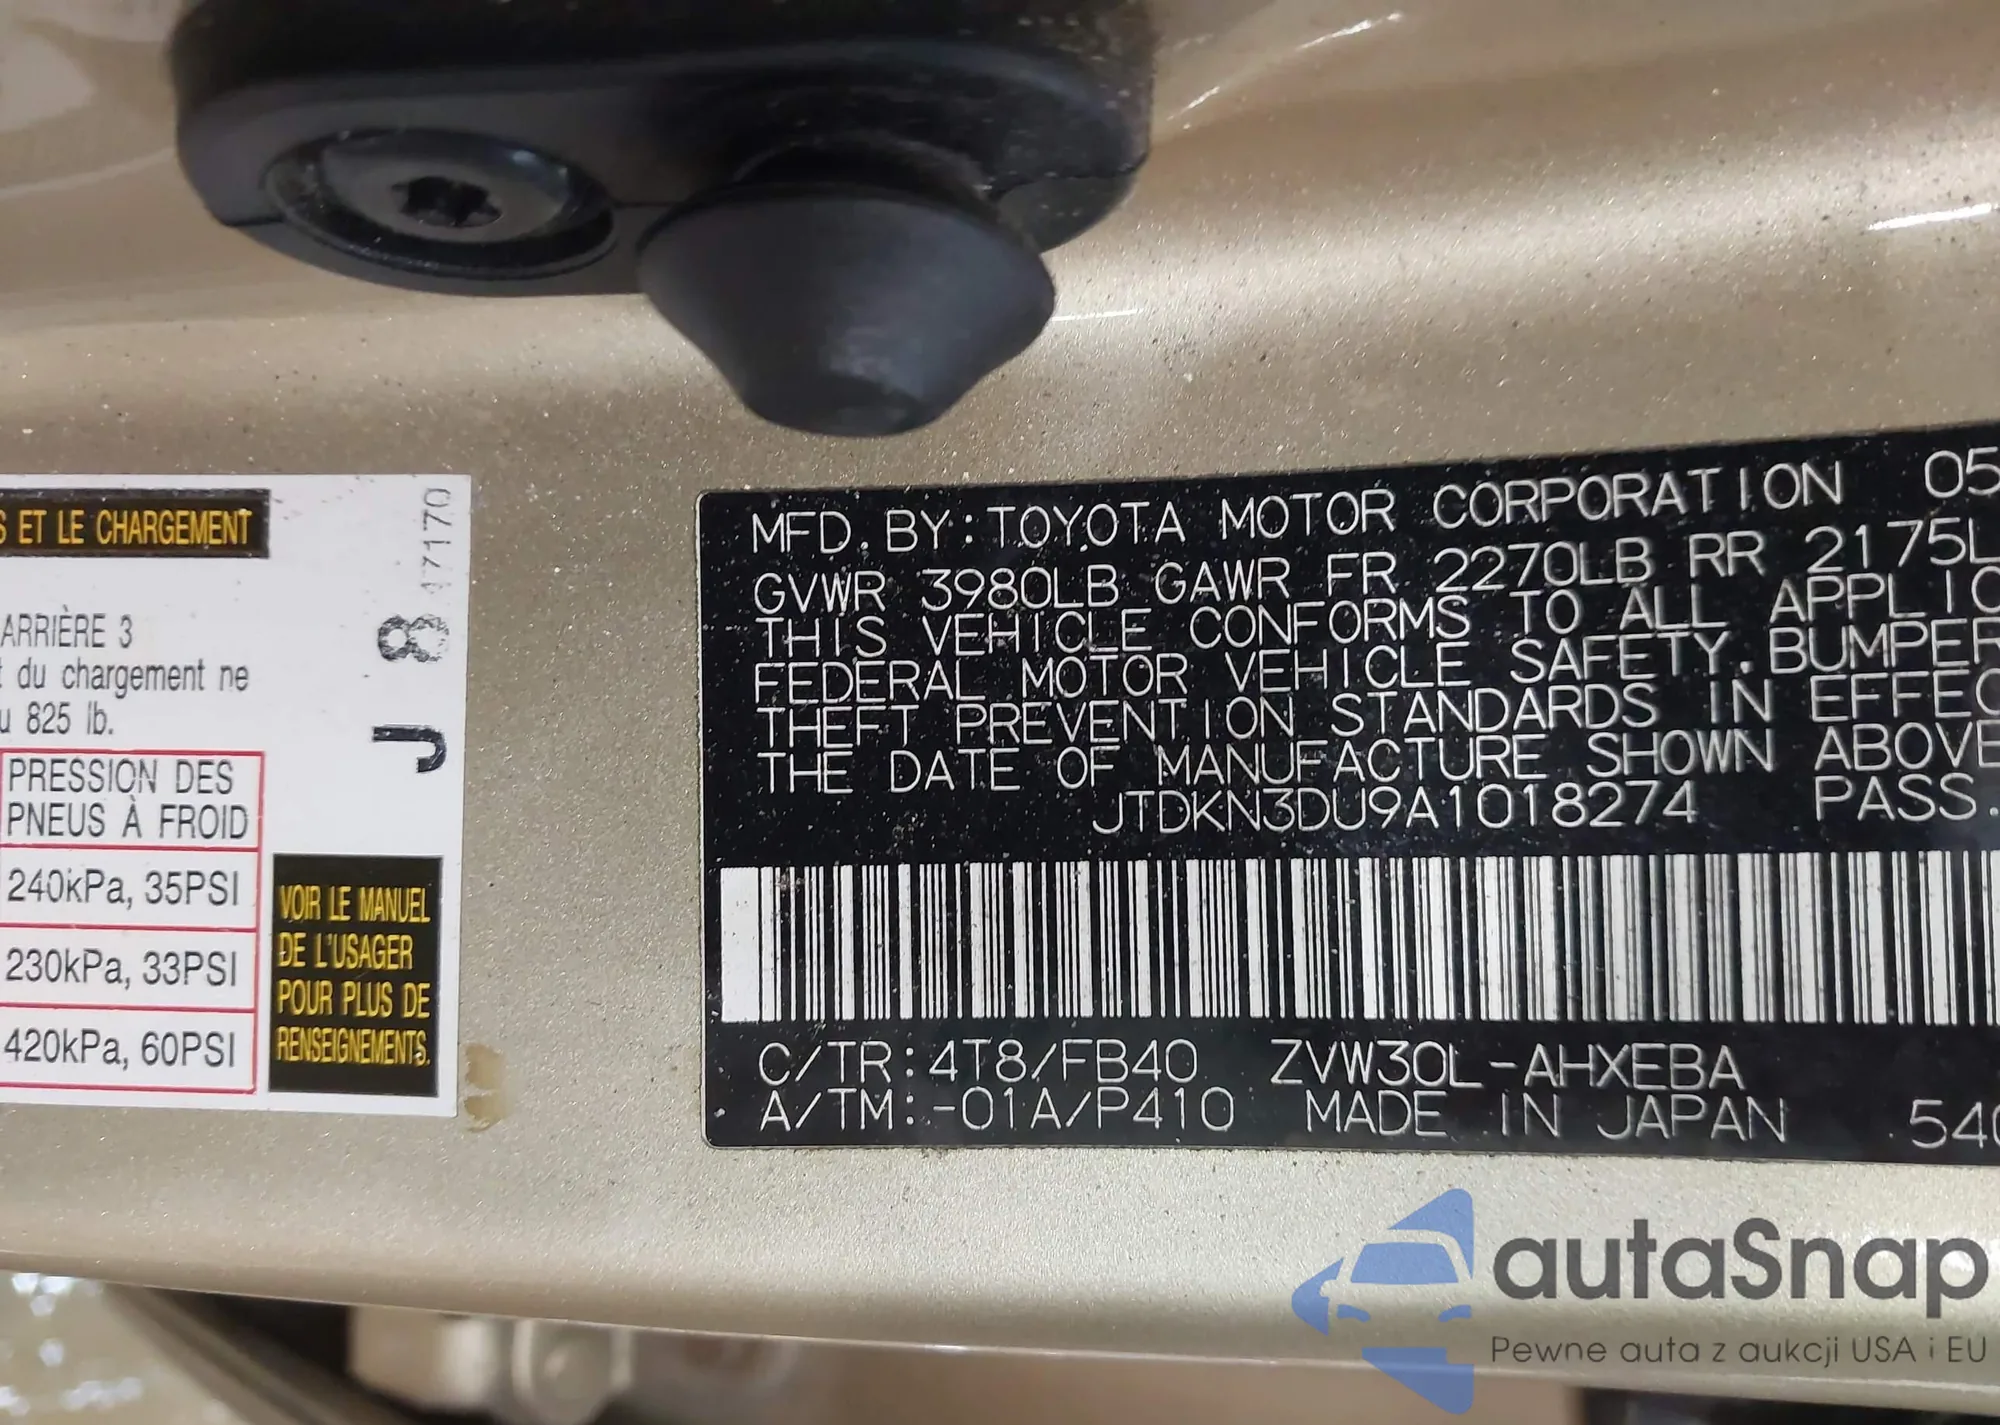 S ET LE CHARGEMENT
ARRIÈRE 3
t du chargement ne
u 825 lb.
PRESSION DES
PNEUS À FROID
240kPa, 35PSI
230kPa, 33PSI
420kPa, 60PSI
J 8 47170
VOIR LE MANUEL
DE L'USAGER
POUR PLUS DE
RENSEIGNEMENTS.
MFD. BY: TOYOTA MOTOR CORPORATION 05
GVWR 3980LB GAWR FR 2270LB RR 2175L
THIS VEHICLE CONFORMS TO ALL APPLIC
FEDERAL MOTOR VEHICLE SAFETY, BUMPER
THEFT PREVENTION STANDARDS IN EFFEC
THE DATE OF MANUFACTURE SHOWN ABOVE
JTDKN3DU9A1018274 PASS.
C/TR: 4T8/FB40 ZVW30L-AHXEBA
A/TM: -01A/P410 MADE IN JAPAN 540
autaSnap
Pewne auta z aukcji USA i EU